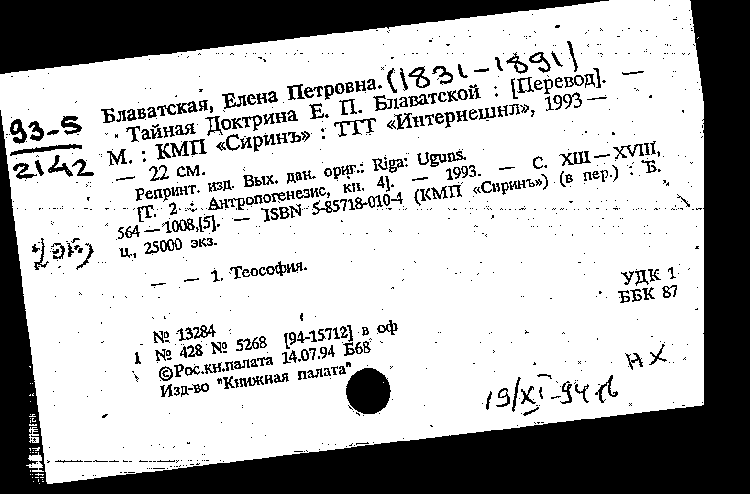 Блаватская, Елена Петровна. (1831-1891)
93-5
2142
Тайная Доктрина Е. П. Блаватской : [Перевод]. —
М. : КМП «Сиринъ» : ТТТ «Интернешнл», 1993 —
— 22 см.
Репринт. изд. Вых. дан. ориг.: Riga: Uguns.
[Т. 2 : Антропогенезис, кн. 4]. — 1993. — С. XIII — XVIII,
564 — 1008,[5]. — ISBN 5-85718-010-4 (КМП «Сиринъ») (в пер.) : Б.
ц., 25000 экз.
— — 1. Теософия.
УДК 1
ББК 87
№ 13284
1 № 428 № 5268 [94-15712] в оф
©Рос.кн.палата 14.07.94 Б68
Изд-во "Книжная палата"
НХ
19/XI-94